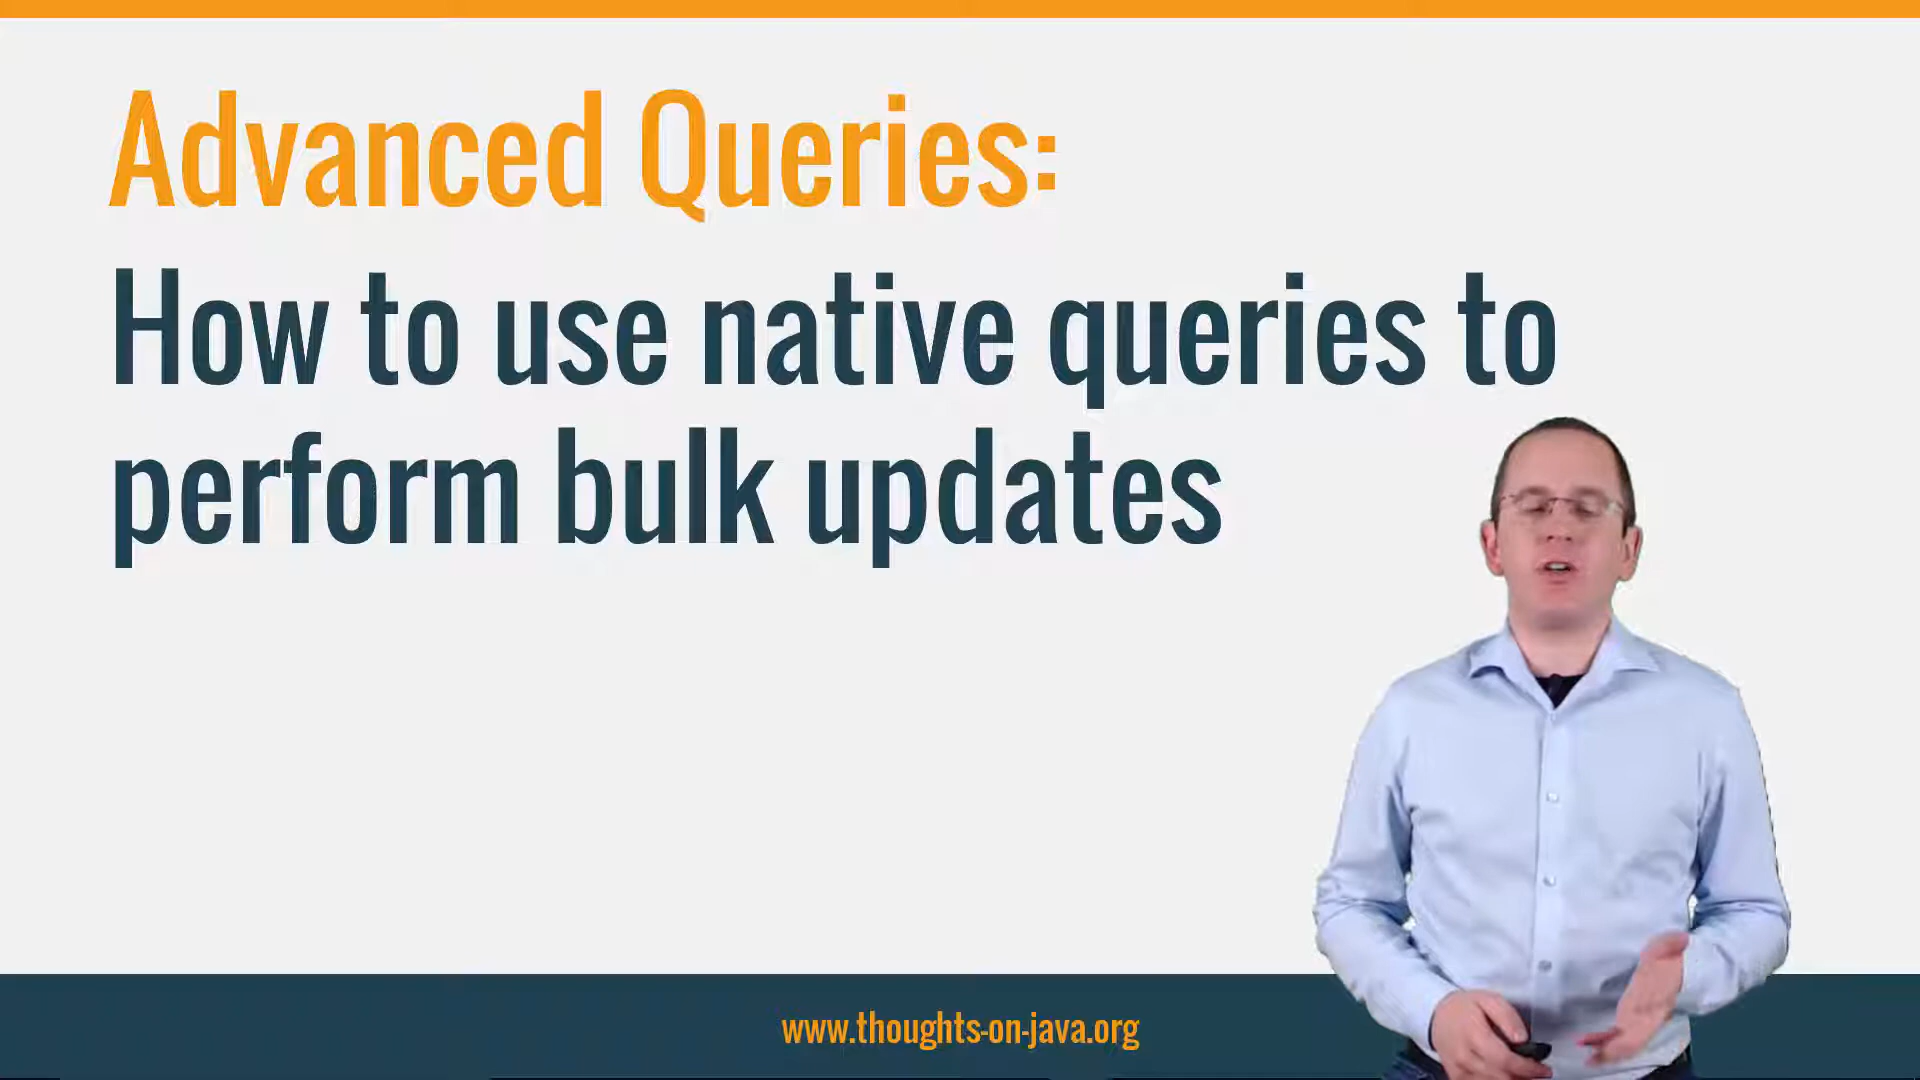 Advanced Queries:
How to use native queries to
perform bulk updates
www.thoughts-on-java.org